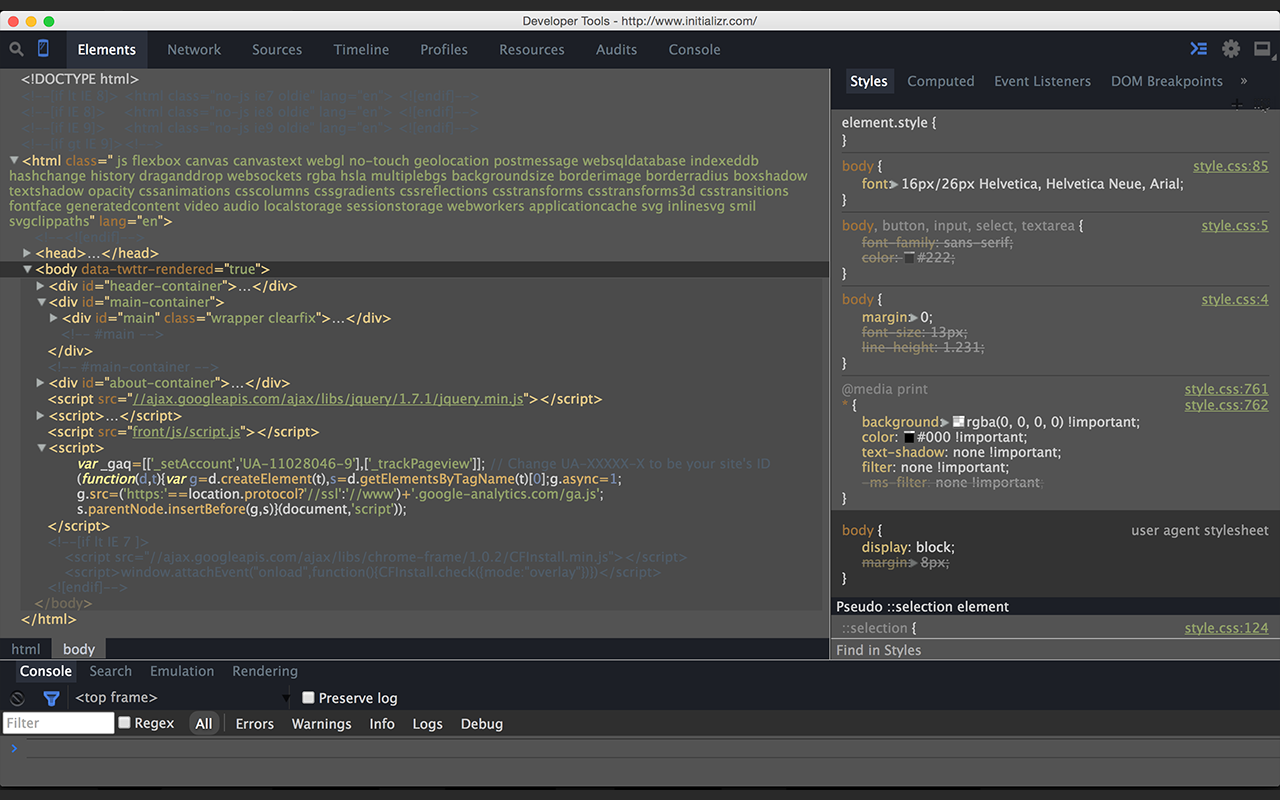 Developer Tools - http://www.initializr.com/
Elements Network Sources Timeline Profiles Resources Audits Console
<!DOCTYPE html>
<!--[if lt IE 8]> <html class="no-js ie7 oldie" lang="en"> <![endif]-->
<!--[if IE 8]>    <html class="no-js ie8 oldie" lang="en"> <![endif]-->
<!--[if IE 9]>    <html class="no-js ie9 oldie" lang="en"> <![endif]-->
<!--[if gt IE 9]><!-->
▼<html class=" js flexbox canvas canvastext webgl no-touch geolocation postmessage websqldatabase indexeddb
hashchange history draganddrop websockets rgba hsla multiplebgs backgroundsize borderimage borderradius boxshadow
textshadow opacity cssanimations csscolumns cssgradients cssreflections csstransforms csstransforms3d csstransitions
fontface generatedcontent video audio localstorage sessionstorage webworkers applicationcache svg inlinesvg smil
svgclippaths" lang="en">
<!--<![endif]-->
▶<head>…</head>
▼<body data-twttr-rendered="true">
▶<div id="header-container">…</div>
▼<div id="main-container">
▶<div id="main" class="wrapper clearfix">…</div>
<!-- #main -->
</div>
<!-- #main-container -->
▶<div id="about-container">…</div>
<script src="//ajax.googleapis.com/ajax/libs/jquery/1.7.1/jquery.min.js"></script>
▶<script>…</script>
<script src="front/js/script.js"></script>
▼<script>
var _gaq=[['_setAccount','UA-11028046-9'],['_trackPageview']]; // Change UA-XXXXX-X to be your site's ID
(function(d,t){var g=d.createElement(t),s=d.getElementsByTagName(t)[0];g.async=1;
g.src=('https:'==location.protocol?'//ssl':'//www')+'.google-analytics.com/ga.js';
s.parentNode.insertBefore(g,s)}(document,'script'));
</script>
<!--[if lt IE 7 ]>
<script src="//ajax.googleapis.com/ajax/libs/chrome-frame/1.0.2/CFInstall.min.js"></script>
<script>window.attachEvent("onload",function(){CFInstall.check({mode:"overlay"})})</script>
<![endif]-->
</body>
</html>
html body
Styles Computed Event Listeners DOM Breakpoints »
element.style {
}
body { style.css:85
font▶ 16px/26px Helvetica, Helvetica Neue, Arial;
}
body, button, input, select, textarea { style.css:5
font-family: sans-serif;
color: #222;
}
body { style.css:4
margin▶ 0;
font-size: 13px;
line-height: 1.231;
}
@media print style.css:761
* { style.css:762
background▶ rgba(0, 0, 0, 0) !important;
color: #000 !important;
text-shadow: none !important;
filter: none !important;
-ms-filter: none !important;
}
body { user agent stylesheet
display: block;
margin▶ 8px;
}
Pseudo ::selection element
::selection { style.css:124
Find in Styles
Console Search Emulation Rendering
<top frame> ▼ Preserve log
Filter Regex All Errors Warnings Info Logs Debug
>